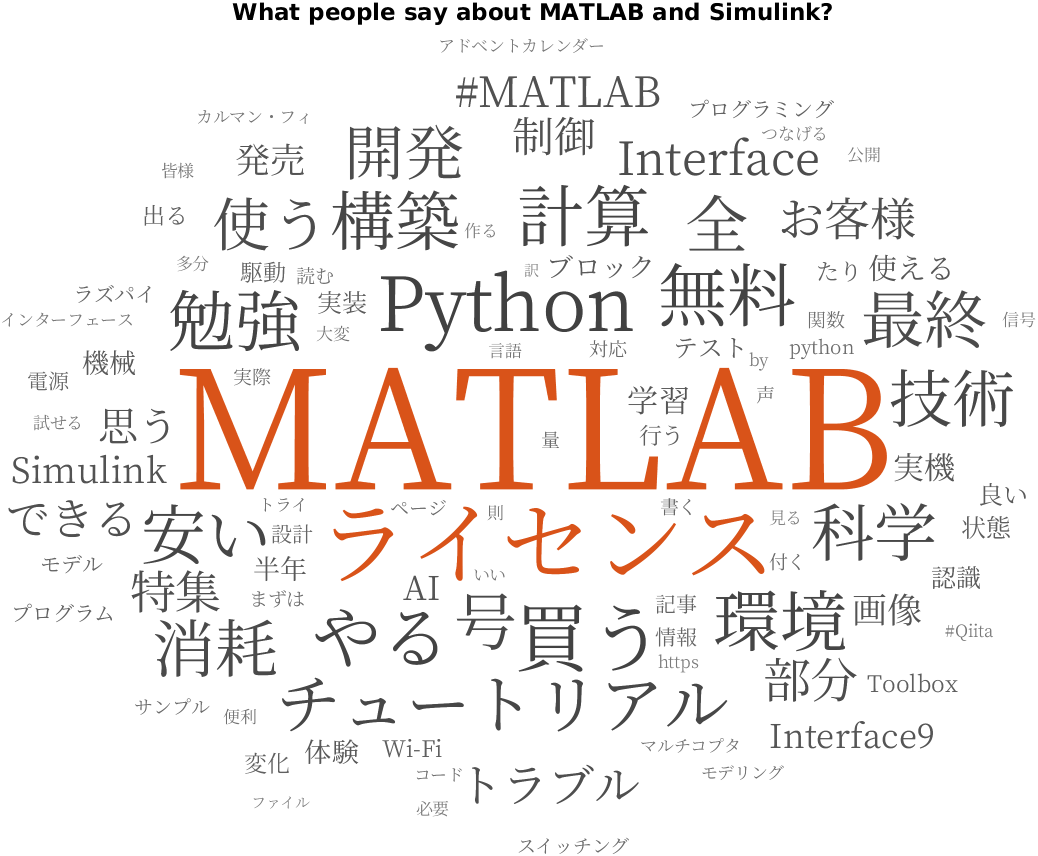 What people say about MATLAB and Simulink?
アドベントカレンダー
#MATLAB
プログラミング
カルマン・フィ
つなげる
制御
開発
発売
Interface
公開
皆様
使う
構築
計算
全
お客様
出る
作る
多分
駆動
読む
訳
ブロック
たり
使える
ラズパイ
勉強
実装
Python
無料
最終
インターフェース
大変
関数
信号
言語
対応
テスト
by
python
機械
電源
実際
MATLAB
学習
声
技術
試せる
思う
量
行う
Simulink
実機
できる
安い
トライ
ページ
則
書く
見る
良い
状態
設計
ライセンス
科学
モデル
半年
付く
特集
まずは
AI
いい
認識
プログラム
消耗
やる
号
買う
記事
情報
https
環境
画像
#Qiita
部分
Toolbox
チュートリアル
サンプル
便利
Interface9
変化
体験
Wi-Fi
マルチコプタ
コード
トラブル
モデリング
ファイル
必要
スイッチング